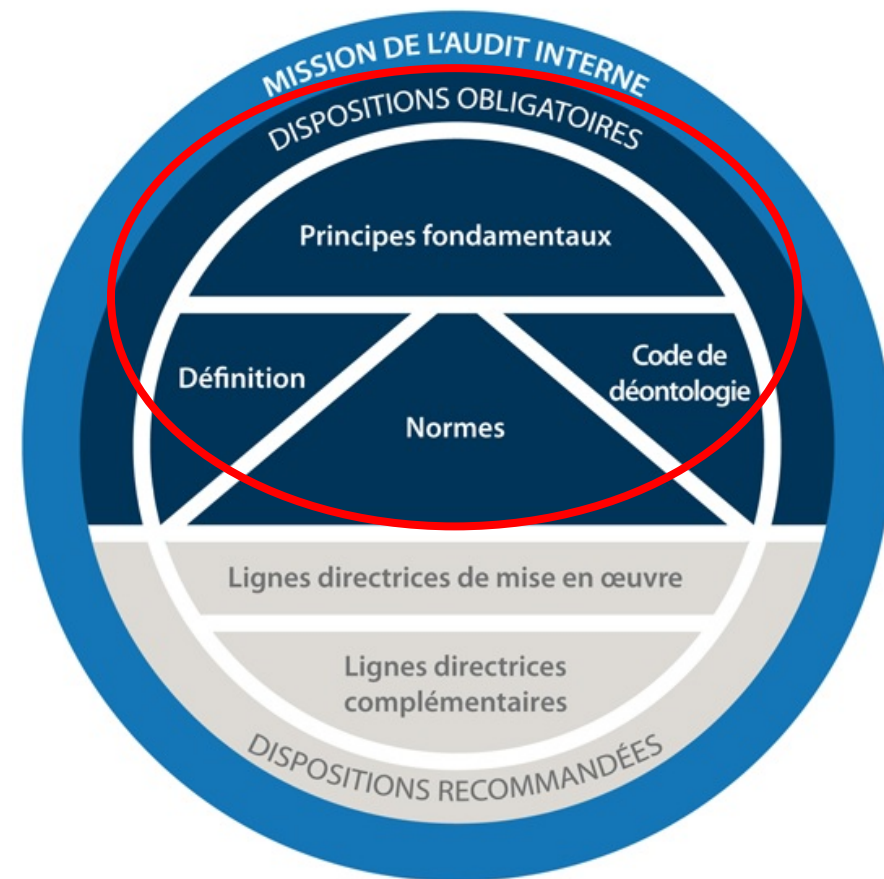 MISSION DE L'AUDIT INTERNE
DISPOSITIONS OBLIGATOIRES
Principes fondamentaux
Définition
Code de
déontologie
Normes
Lignes directrices de mise en œuvre
Lignes directrices
complémentaires
DISPOSITIONS RECOMMANDÉES